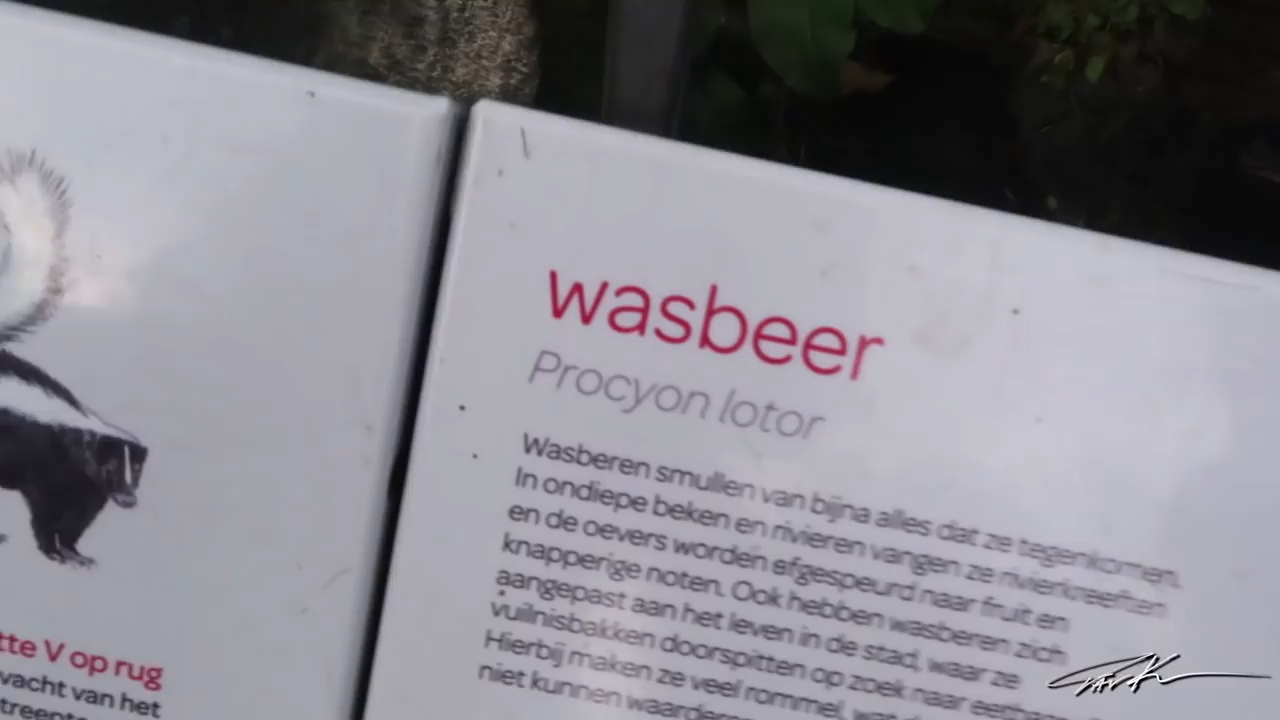 wasbeer
Procyon lotor
Wasberen smullen van bijna alles dat ze tegenkomen.
In ondiepe beken en rivieren vangen ze rivierkreeften
en de oevers worden afgespeurd naar fruit en
knapperige noten. Ook hebben wasberen zich
aangepast aan het leven in de stad, waar ze
vuilnisbakken doorspitten op zoek naar
Hierbij maken ze veel rommel,
niet kunnen
tte V op rug
vacht van het